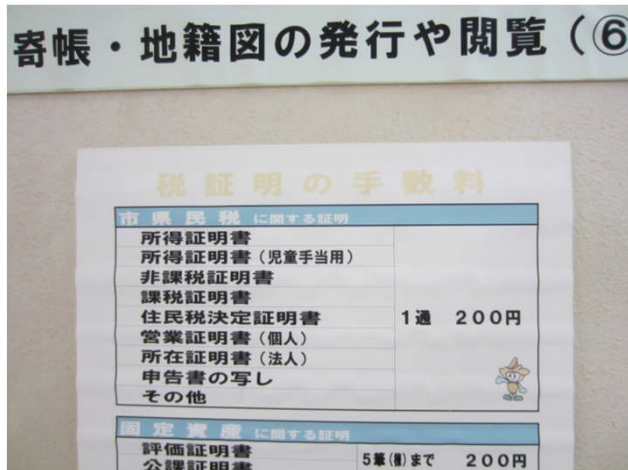 寄帳・地籍図の発行や閲覧(⑥
税証明の手数料
市県民税に関する証明
所得証明書
所得証明書(児童手当用)
非課税証明書
課税証明書
住民税決定証明書
1通 200円
営業証明書(個人)
所在証明書(法人)
申告書の写し
その他
固定資産に関する証明
評価証明書
5筆(棟)まで 200円
公課証明書